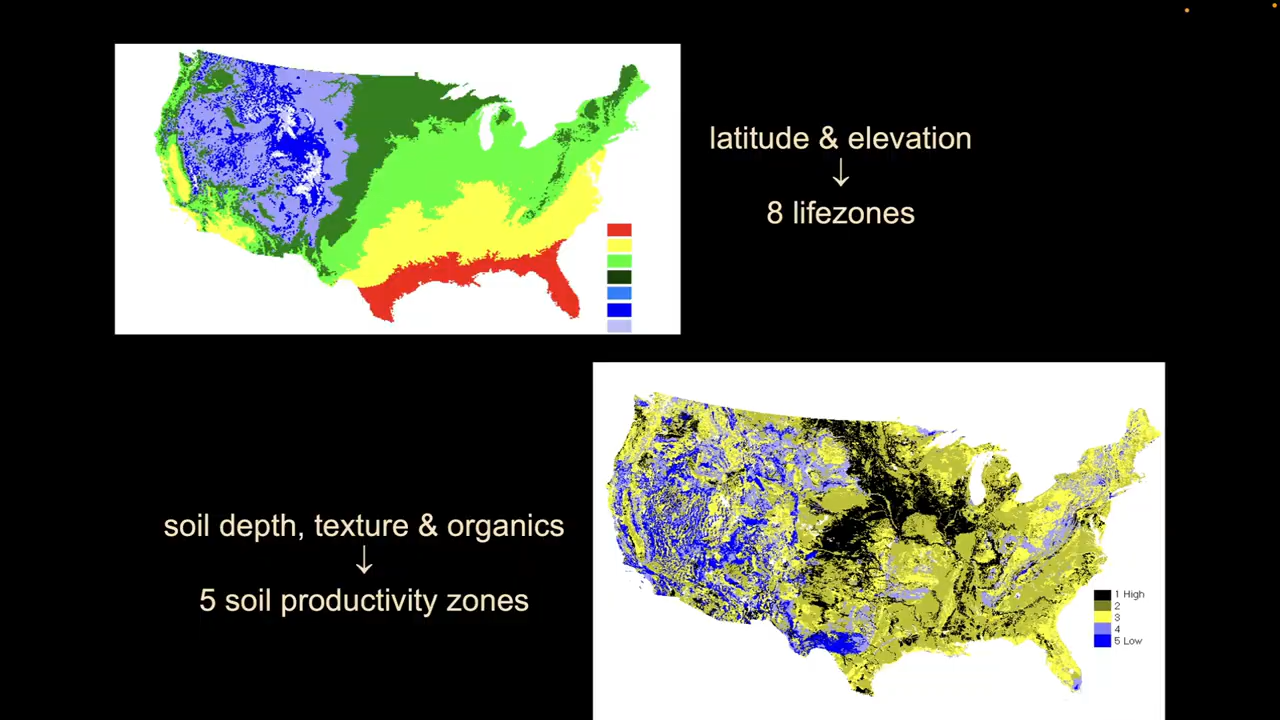 latitude & elevation
↓
8 lifezones
soil depth, texture & organics
↓
5 soil productivity zones
1 High
2
3
4
5 Low